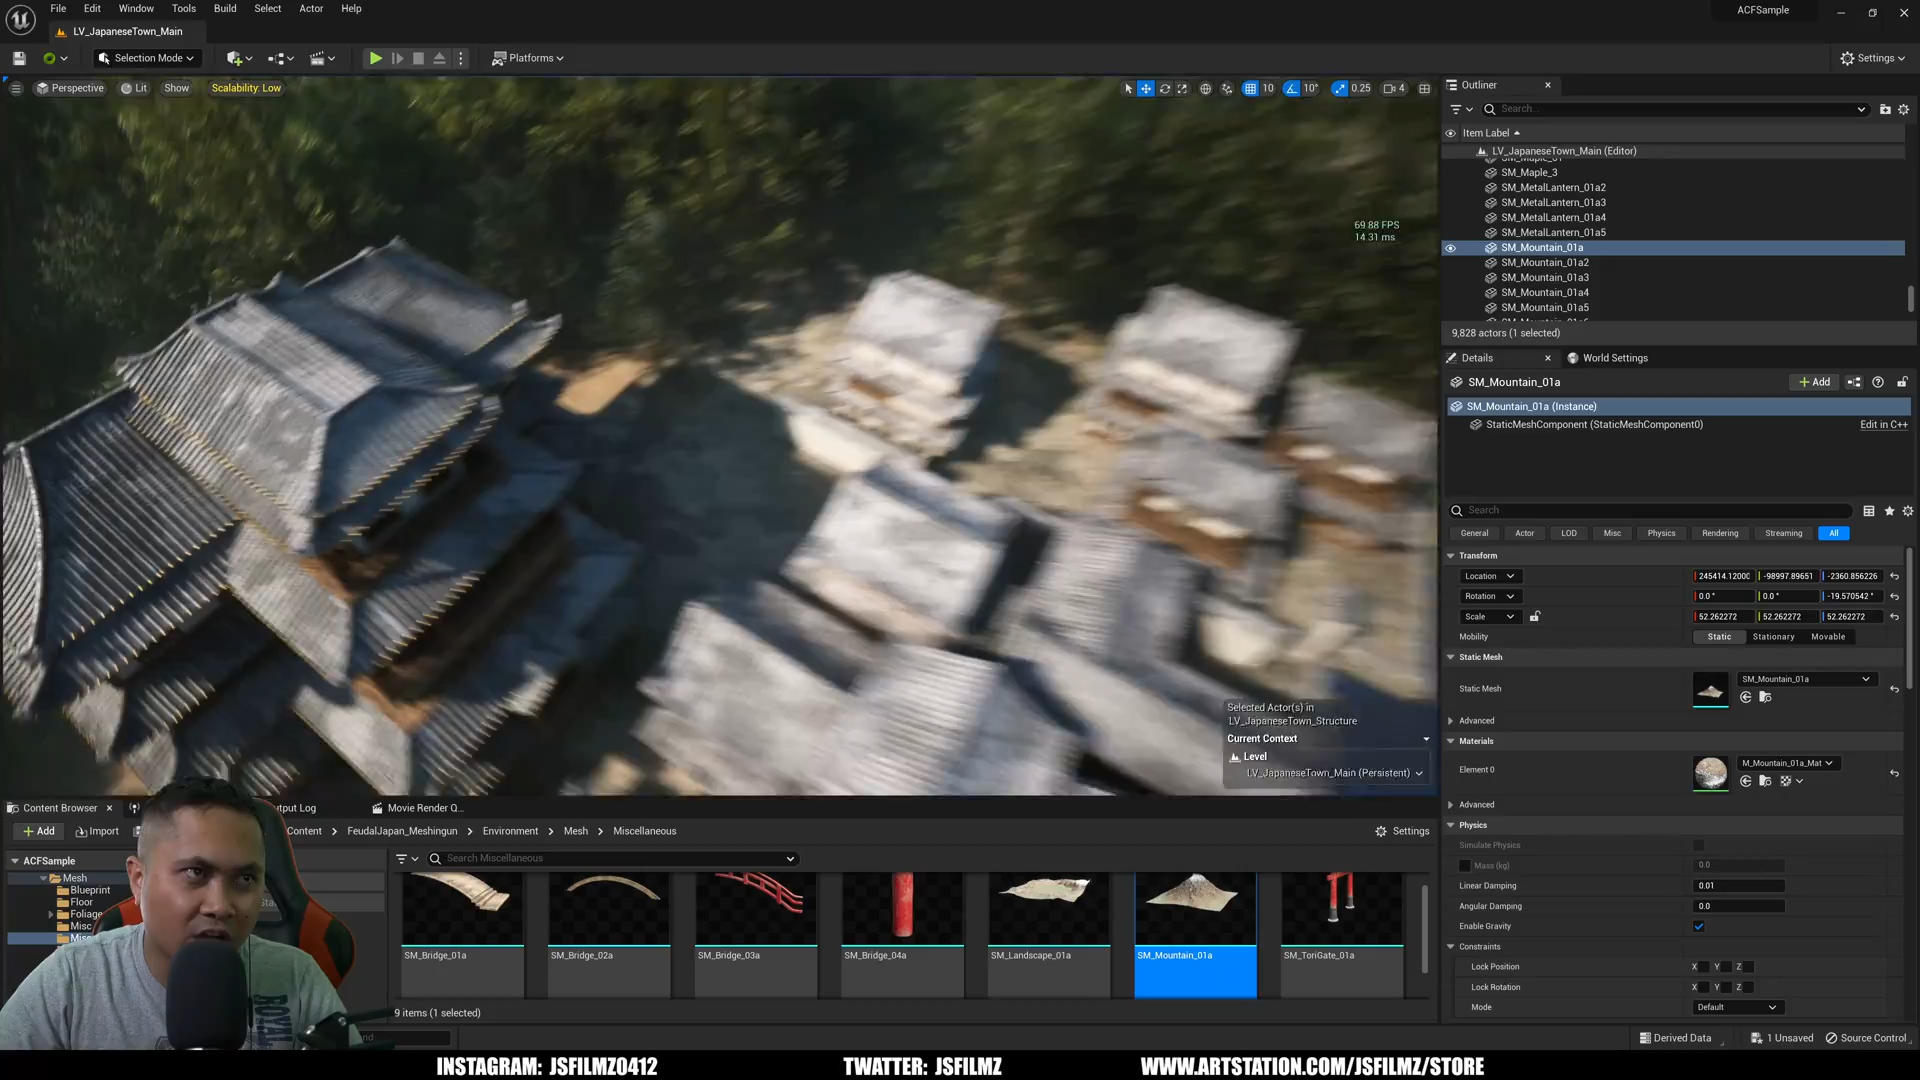 File Edit Window Tools Build Select Actor Help
ACFSample
LV_JapaneseTown_Main
Selection Mode
Platforms
Settings
Perspective Lit Show Scalability: Low
10 10° 0.25 4
69.88 FPS
14.31 ms
Selected Actor(s) in
LV_JapaneseTown_Structure
Current Context
Level
LV_JapaneseTown_Main (Persistent)
Outliner
Search...
Item Label
LV_JapaneseTown_Main (Editor)
SM_Maple_01
SM_Maple_3
SM_MetalLantern_01a2
SM_MetalLantern_01a3
SM_MetalLantern_01a4
SM_MetalLantern_01a5
SM_Mountain_01a
SM_Mountain_01a2
SM_Mountain_01a3
SM_Mountain_01a4
SM_Mountain_01a5
9,828 actors (1 selected)
Details World Settings
SM_Mountain_01a
Add
SM_Mountain_01a (Instance)
StaticMeshComponent (StaticMeshComponent0) Edit in C++
Search
General Actor LOD Misc Physics Rendering Streaming All
Transform
Location 245414.12000 -98997.89651 -2360.856226
Rotation 0.0 ° 0.0 ° -19.570542 °
Scale 52.262272 52.262272 52.262272
Mobility Static Stationary Movable
Static Mesh
Static Mesh SM_Mountain_01a
Advanced
Materials
Element 0 M_Mountain_01a_Mat
Advanced
Physics
Simulate Physics
Mass (kg) 0.0
Linear Damping 0.01
Angular Damping 0.0
Enable Gravity
Constraints
Lock Position X Y Z
Lock Rotation X Y Z
Mode Default
Content Browser
utput Log
Movie Render Q...
Add Import
Content FeudalJapan_Meshingun Environment Mesh Miscellaneous
Settings
ACFSample
Search Miscellaneous
Mesh
Blueprint
Floor
Foliag
Misc
Misc
SM_Bridge_01a SM_Bridge_02a SM_Bridge_03a SM_Bridge_04a SM_Landscape_01a SM_Mountain_01a SM_ToriGate_01a
9 items (1 selected)
ROYAL
Derived Data 1 Unsaved Source Control
INSTAGRAM: JSFILMZ0412 TWATTER: JSFILMZ WWW.ARTSTATION.COM/JSFILMZ/STORE